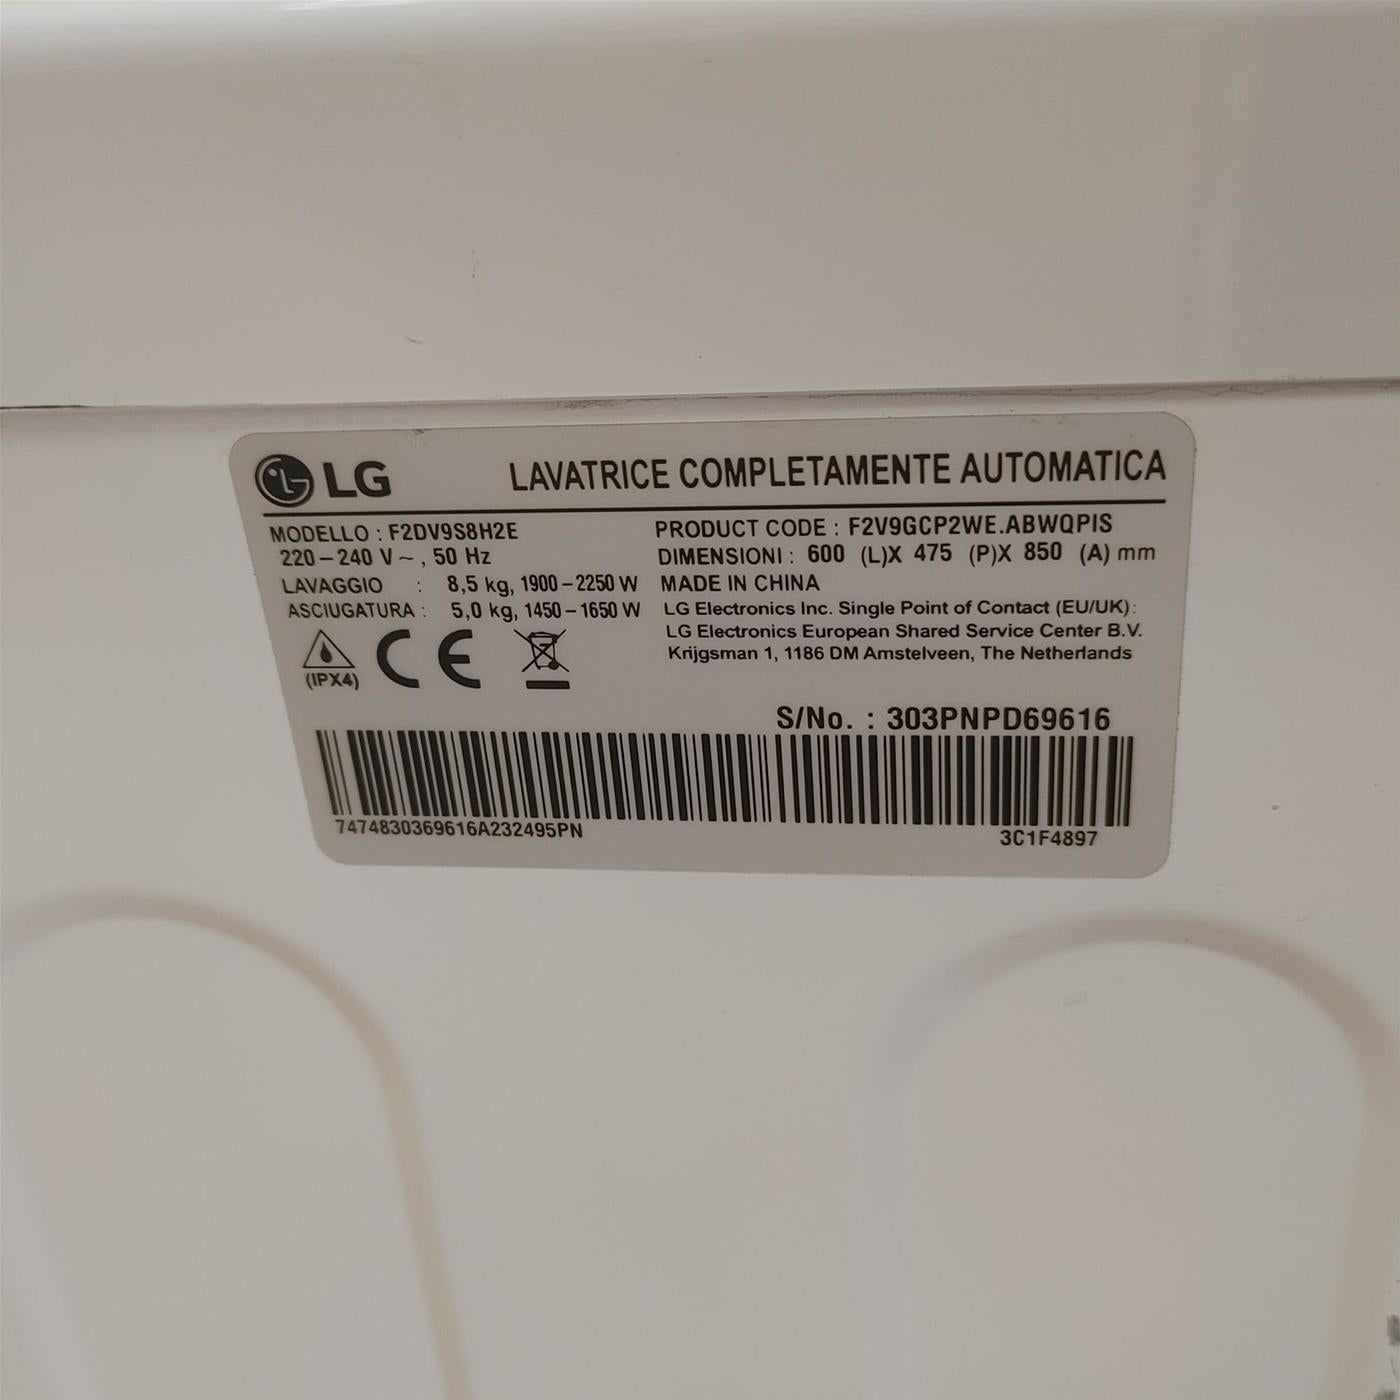 LG LAVATRICE COMPLETAMENTE AUTOMATICA
MODELLO : F2DV9S8H2E
220-240 V~, 50 Hz
LAVAGGIO : 8,5 kg, 1900-2250 W
ASCIUGATURA : 5,0 kg, 1450-1650 W
(IPX4)
CE
PRODUCT CODE : F2V9GCP2WE.ABWQPIS
DIMENSIONI : 600 (L)X 475 (P)X 850 (A) mm
MADE IN CHINA
LG Electronics Inc. Single Point of Contact (EU/UK):
LG Electronics European Shared Service Center B.V.
Krijgsman 1, 1186 DM Amstelveen, The Netherlands
S/No. : 303PNPD69616
7474830369616A232495PN
3C1F4897